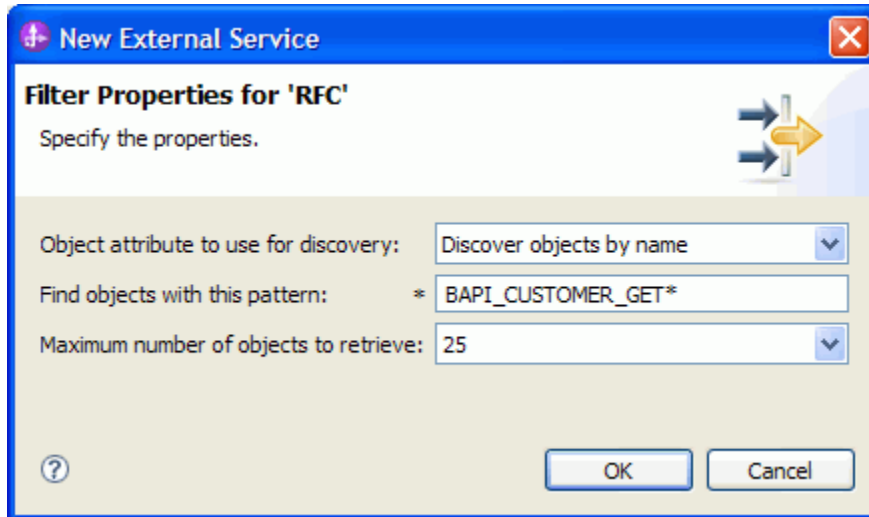 New External Service
Filter Properties for 'RFC'
Specify the properties.
Object attribute to use for discovery: Discover objects by name
Find objects with this pattern: * BAPI_CUSTOMER_GET*
Maximum number of objects to retrieve: 25
? OK Cancel